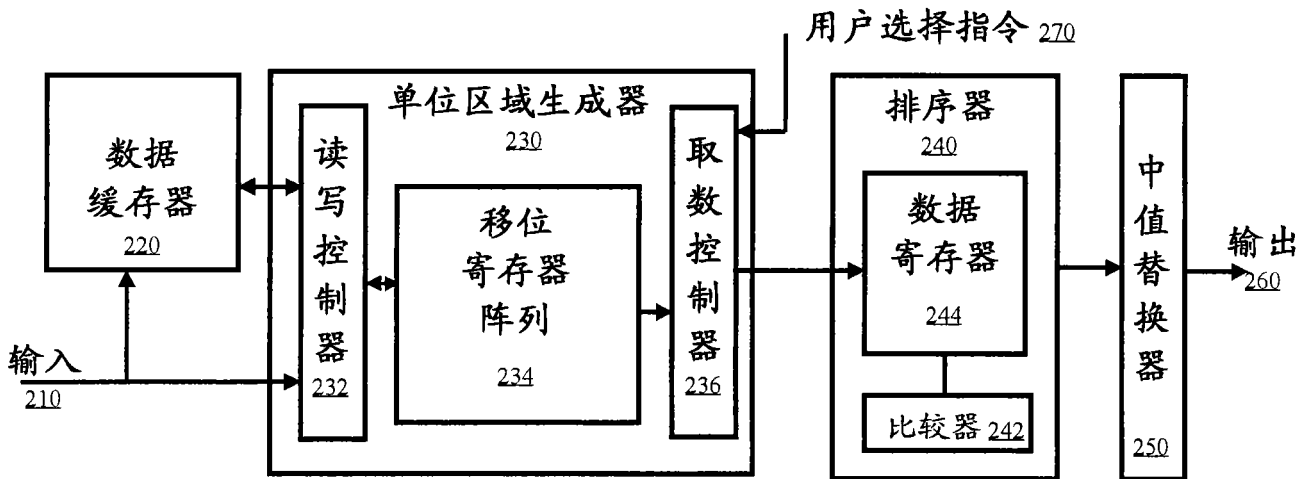 用户选择指令 270
数据
缓存器
220
单位区域生成器
230
读写控制器
232
移位
寄存器
阵列
234
取数控制器
236
排序器
240
数据
寄存器
244
比较器 242
中值替换器
250
输入
210
输出
260